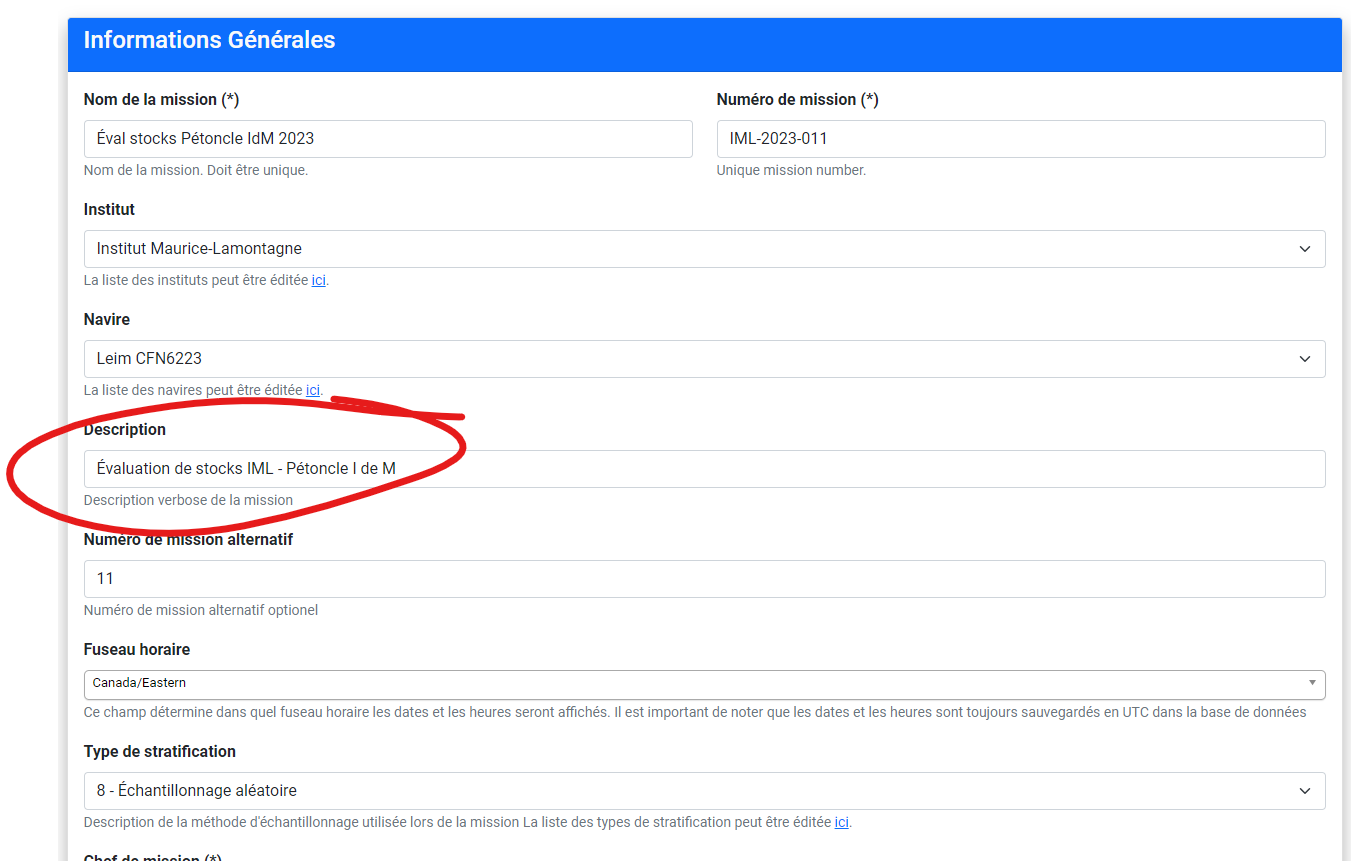 Informations Générales
Nom de la mission (*) Numéro de mission (*)
Éval stocks Pétoncle IdM 2023 IML-2023-011
Nom de la mission. Doit être unique. Unique mission number.
Institut
Institut Maurice-Lamontagne
La liste des instituts peut être éditée ici.
Navire
Leim CFN6223
La liste des navires peut être éditée ici.
Description
Évaluation de stocks IML - Pétoncle I de M
Description verbose de la mission
Numéro de mission alternatif
11
Numéro de mission alternatif optionel
Fuseau horaire
Canada/Eastern
Ce champ détermine dans quel fuseau horaire les dates et les heures seront affichés. Il est important de noter que les dates et les heures sont toujours sauvegardés en UTC dans la base de données
Type de stratification
8 - Échantillonnage aléatoire
Description de la méthode d'échantillonnage utilisée lors de la mission La liste des types de stratification peut être éditée ici.
Chef de mission (*)